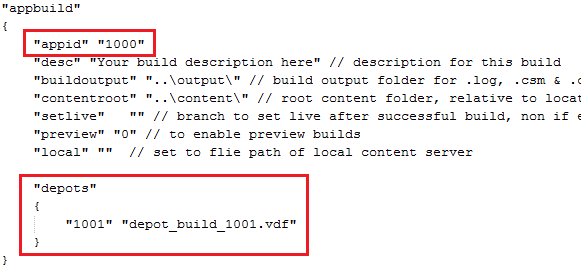 "appbuild"
{
"appid" "1000"
"desc" "Your build description here" // description for this build
"buildoutput" "..\output\" // build output folder for .log, .csm & .c
"contentroot" "..\content\" // root content folder, relative to locat
"setlive" "" // branch to set live after successful build, non if e
"preview" "0" // to enable preview builds
"local" "" // set to flie path of local content server
"depots"
{
"1001" "depot_build_1001.vdf"
}
}